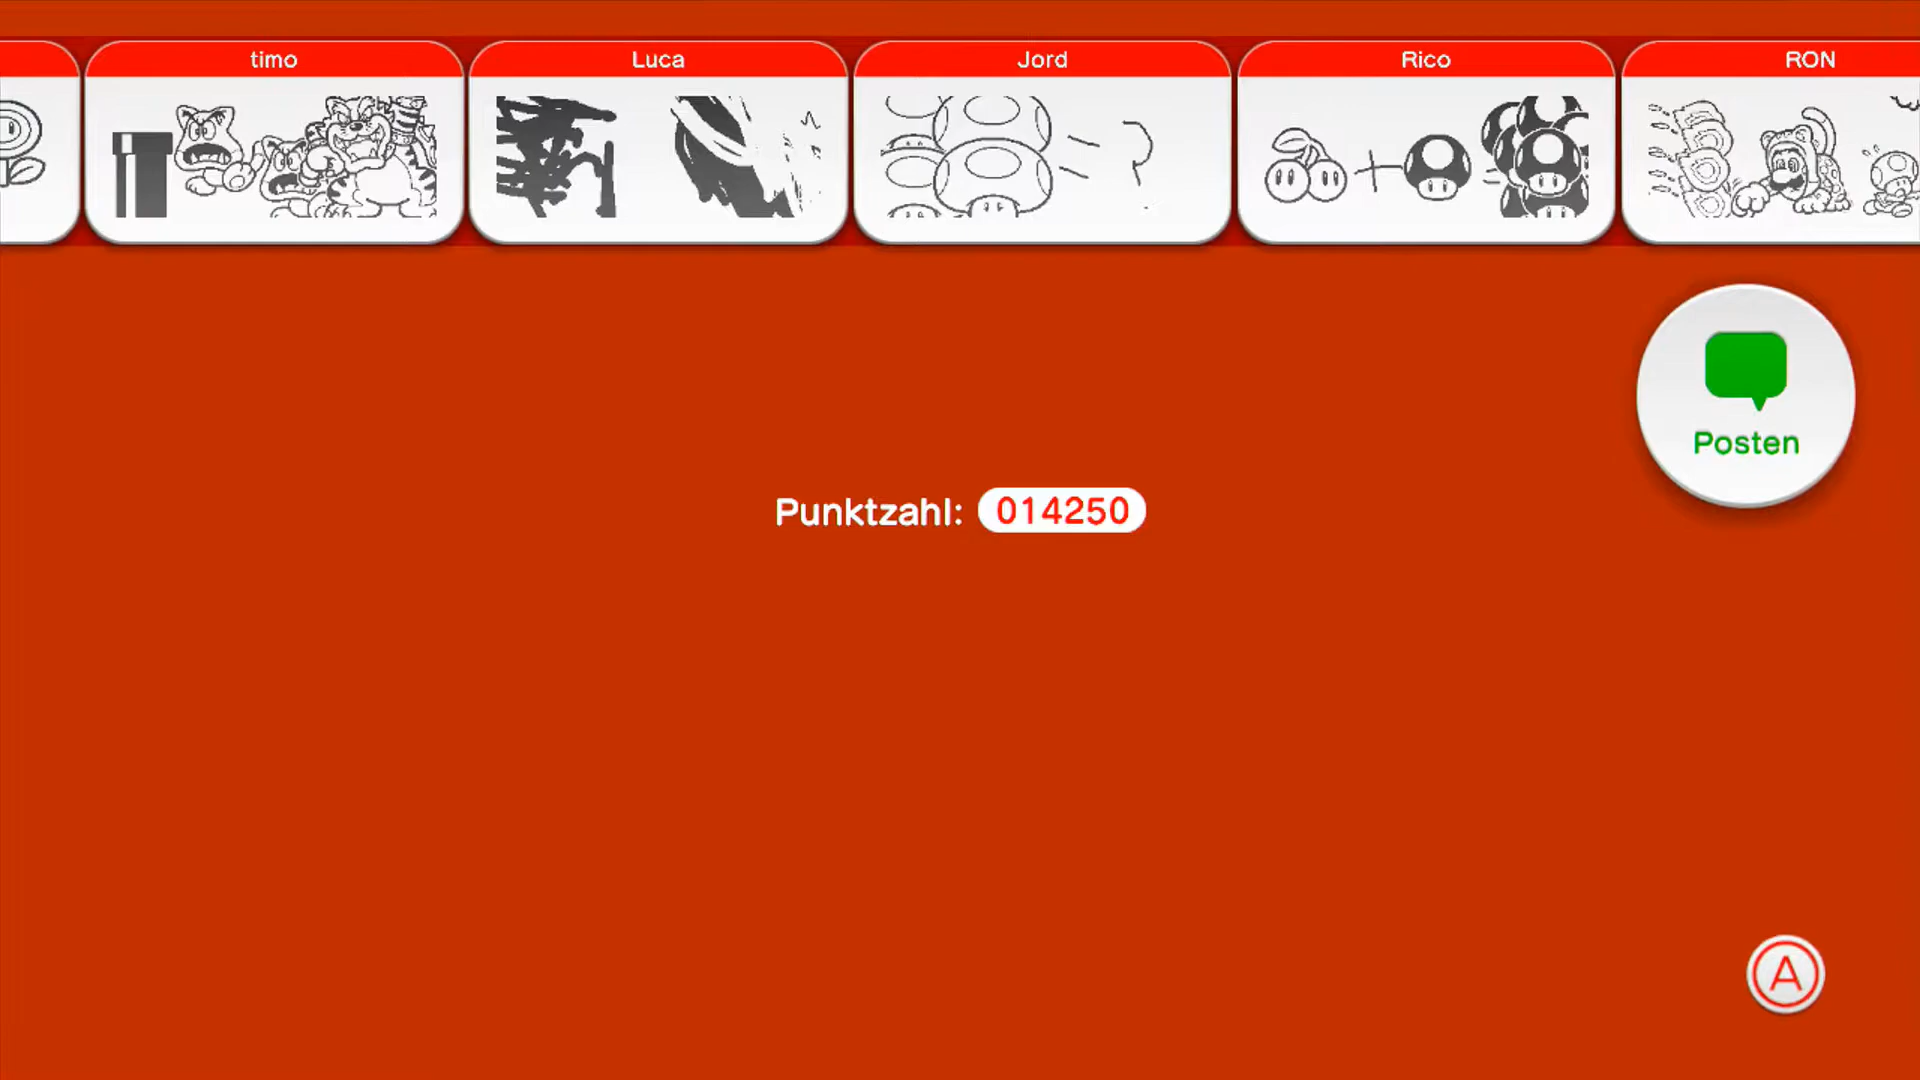 timo
Luca
Jord
Rico
RON
Posten
Punktzahl: 014250
A